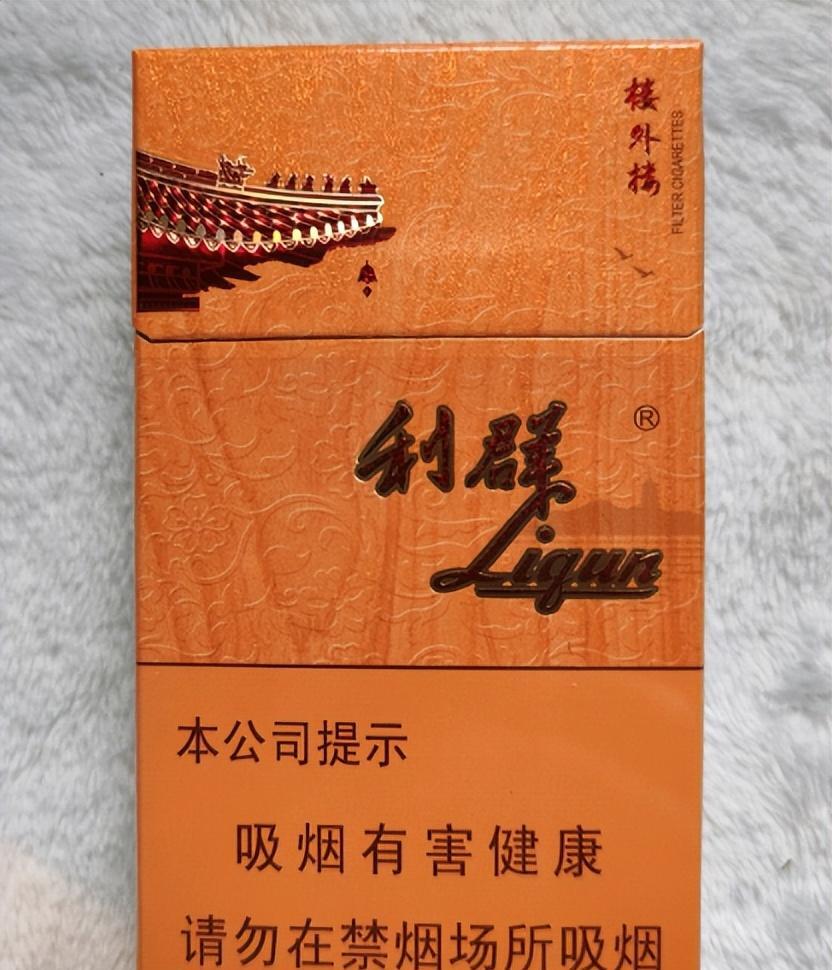 楼外楼
FILTER CIGARETTES
利群
®
Liqun
本公司提示
吸烟有害健康
请勿在禁烟场所吸烟